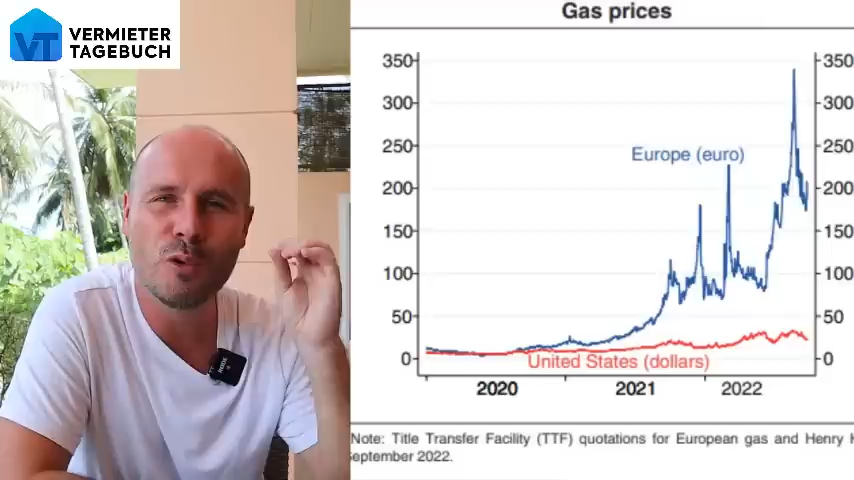 VERMIETER
TAGEBUCH
VT
Gas prices
350
300
250
200
150
100
50
0
Europe (euro)
United States (dollars)
350
300
250
200
150
100
50
0
2020
2021
2022
Note: Title Transfer Facility (TTF) quotations for European gas and Henry
September 2022.